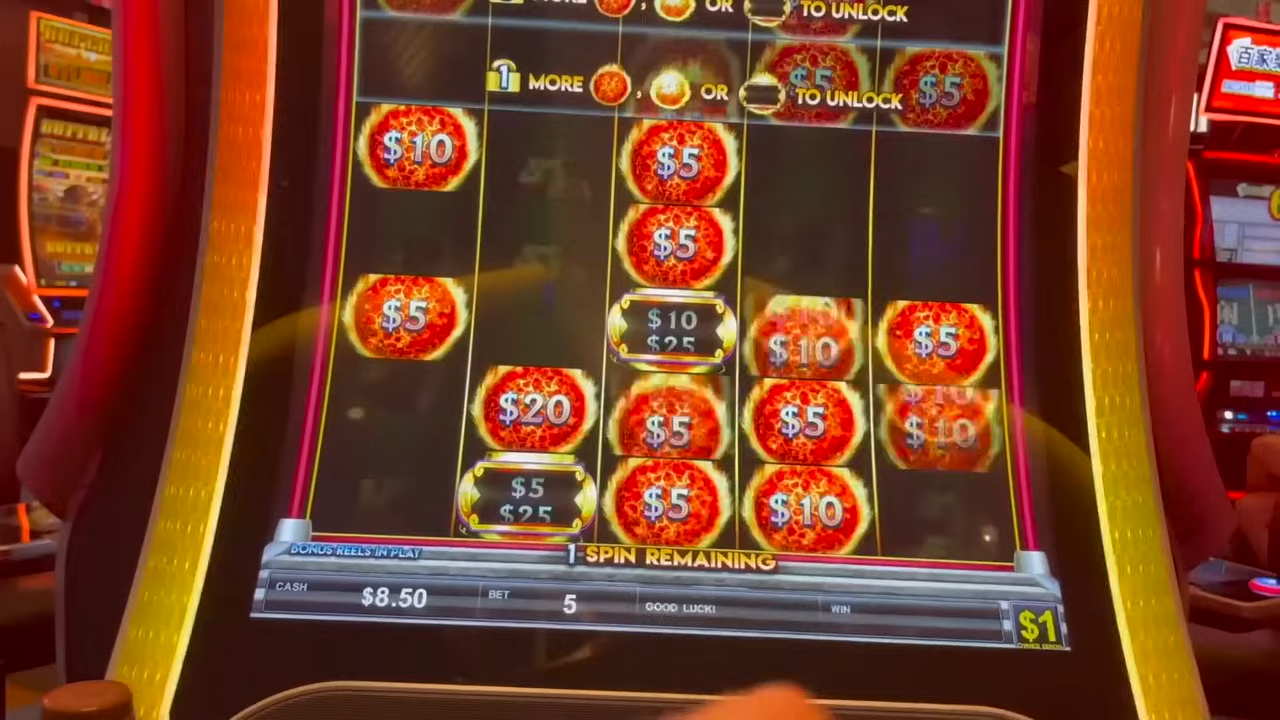 MORE , OR TO UNLOCK
$5
1 MORE , OR TO UNLOCK
$5
$10
$5
$5
$10
$25
$5
$10
$5
$20
$5
$5
$10
$5
$25
$5
$10
BONUS REELS IN PLAY
1 SPIN REMAINING
CASH $8.50
BET 5
GOOD LUCK!
WIN
$1
百家